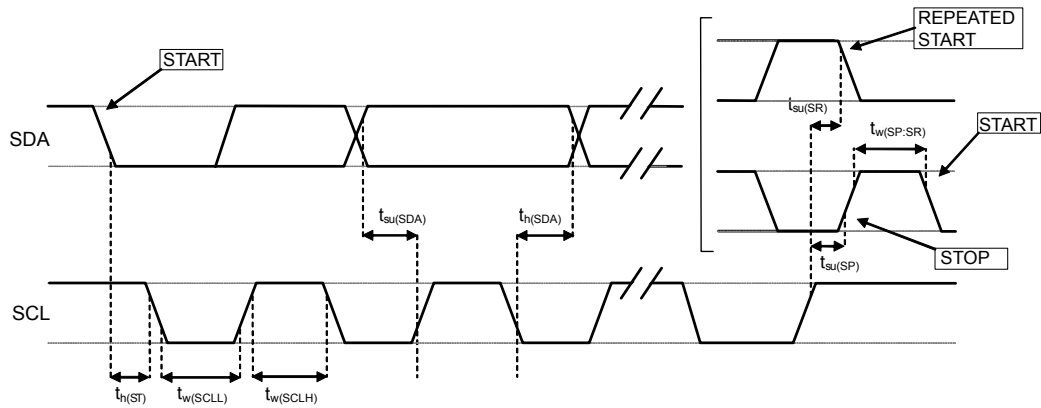 REPEATED
START
START
tsu(SR)
tw(SP:SR)
START
SDA
tsu(SDA)
th(SDA)
tsu(SP)
STOP
SCL
th(ST)
tw(SCLL)
tw(SCLH)